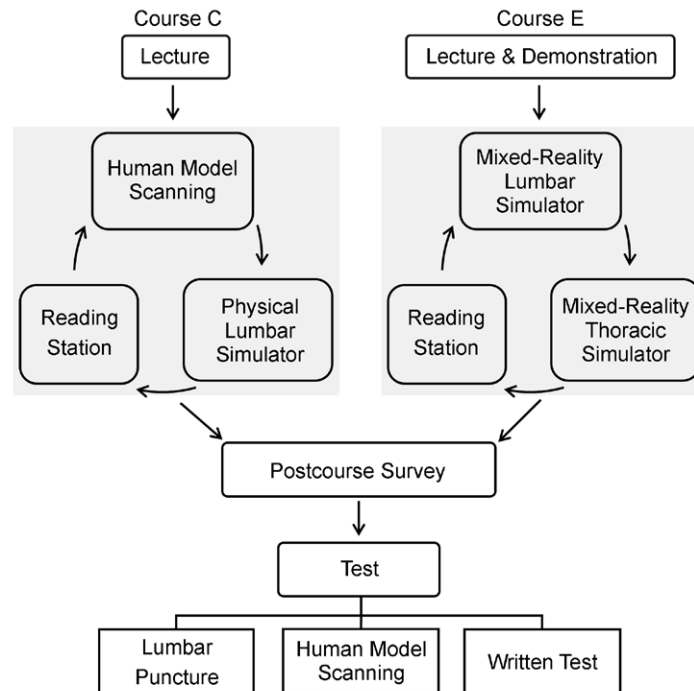 Course C
Lecture
Human Model
Scanning
Physical
Lumbar
Simulator
Reading
Station
Course E
Lecture & Demonstration
Mixed-Reality
Lumbar
Simulator
Mixed-Reality
Thoracic
Simulator
Reading
Station
Postcourse Survey
Test
Lumbar
Puncture
Human Model
Scanning
Written Test